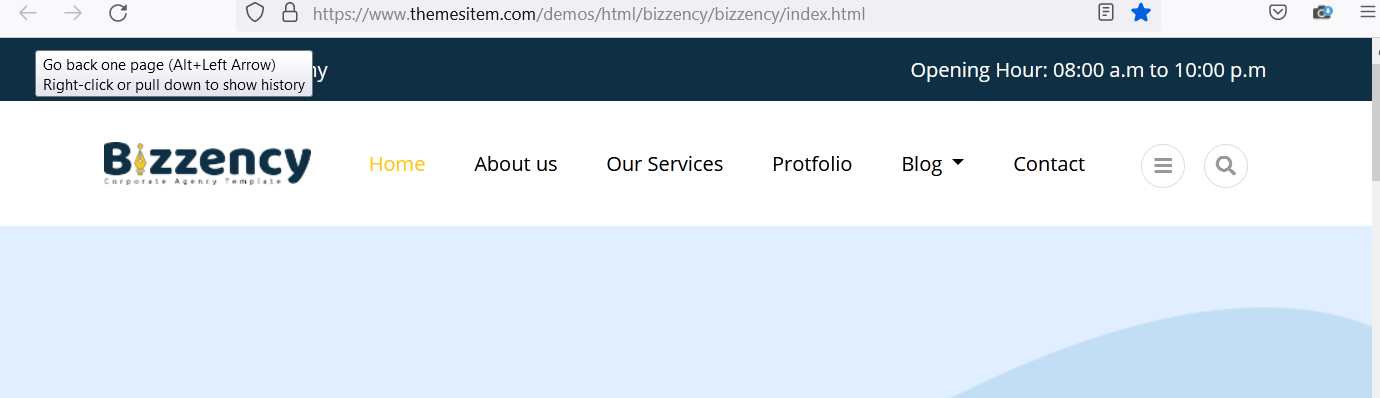 https://www.themesitem.com/demos/html/bizzency/bizzency/index.html
Go back one page (Alt+Left Arrow)
Right-click or pull down to show history
Opening Hour: 08:00 a.m to 10:00 p.m
Bizzency
Corporate Agency Template
Home About us Our Services Protfolio Blog Contact